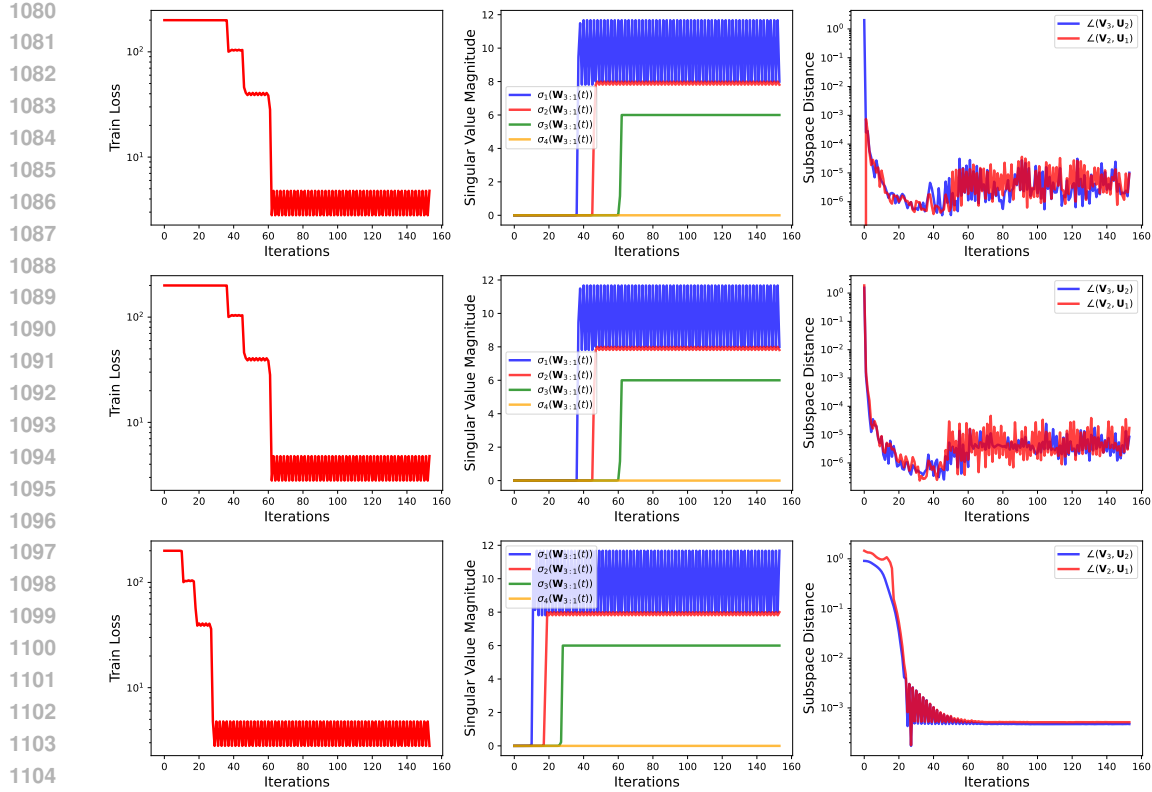 1080
1081
1082
1083
1084
1085
1086
1087
1088
1089
1090
1091
1092
1093
1094
1095
1096
1097
1098
1099
1100
1101
1102
1103
1104
Train Loss
10²
10¹
0 20 40 60 80 100 120 140 160
Iterations
Singular Value Magnitude
12
10
8
6
4
2
0
σ₁(W₃:₁(t))
σ₂(W₃:₁(t))
σ₃(W₃:₁(t))
σ₄(W₃:₁(t))
0 20 40 60 80 100 120 140 160
Iterations
Subspace Distance
10⁰
10⁻¹
10⁻²
10⁻³
10⁻⁴
10⁻⁵
10⁻⁶
∠(V₃, U₂)
∠(V₂, U₁)
0 20 40 60 80 100 120 140 160
Iterations
Train Loss
10²
10¹
0 20 40 60 80 100 120 140 160
Iterations
Singular Value Magnitude
12
10
8
6
4
2
0
σ₁(W₃:₁(t))
σ₂(W₃:₁(t))
σ₃(W₃:₁(t))
σ₄(W₃:₁(t))
0 20 40 60 80 100 120 140 160
Iterations
Subspace Distance
10⁰
10⁻¹
10⁻²
10⁻³
10⁻⁴
10⁻⁵
10⁻⁶
∠(V₃, U₂)
∠(V₂, U₁)
0 20 40 60 80 100 120 140 160
Iterations
Train Loss
10²
10¹
0 20 40 60 80 100 120 140 160
Iterations
Singular Value Magnitude
12
10
8
6
4
2
0
σ₁(W₃:₁(t))
σ₂(W₃:₁(t))
σ₃(W₃:₁(t))
σ₄(W₃:₁(t))
0 20 40 60 80 100 120 140 160
Iterations
Subspace Distance
10⁰
10⁻¹
10⁻²
10⁻³
∠(V₃, U₂)
∠(V₂, U₁)
0 20 40 60 80 100 120 140 160
Iterations